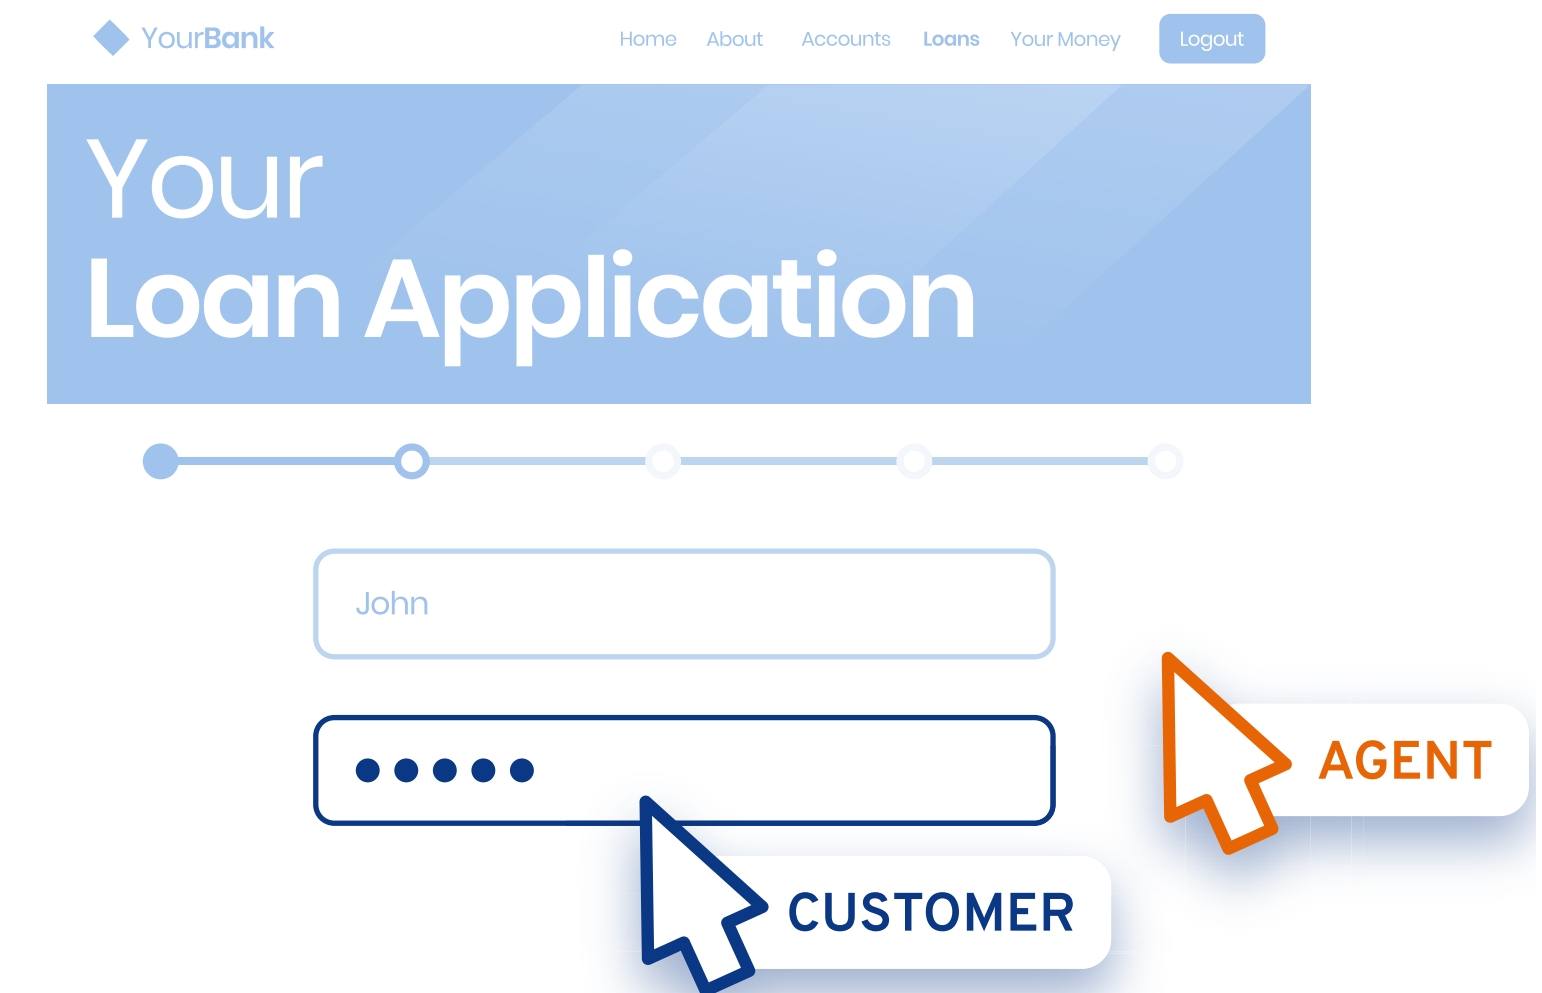 YourBank
Home About Accounts Loans Your Money Logout
Your
Loan Application
John
AGENT
CUSTOMER